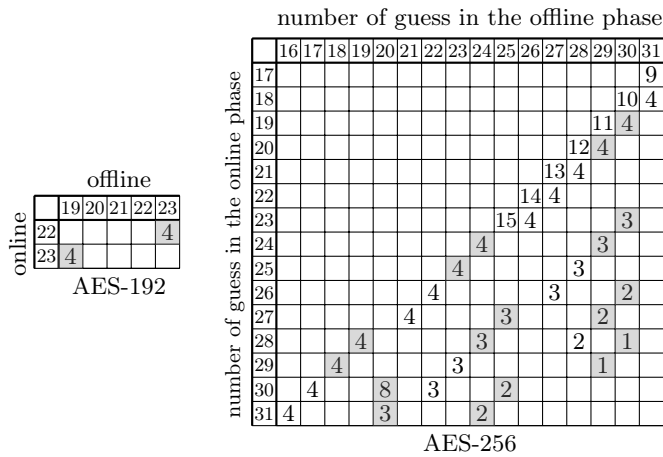 number of guess in the offline phase
16 17 18 19 20 21 22 23 24 25 26 27 28 29 30 31
17 9
18 10 4
19 11 4
20 12 4
21 13 4
22 14 4
23 15 4 3
24 4 3
25 4 3
26 4 3 2
27 4 3 2
28 4 3 2 1
29 4 3 1
30 4 8 3 2
31 4 3 2
number of guess in the online phase
AES-256
offline
19 20 21 22 23
22 4
23 4
online
AES-192